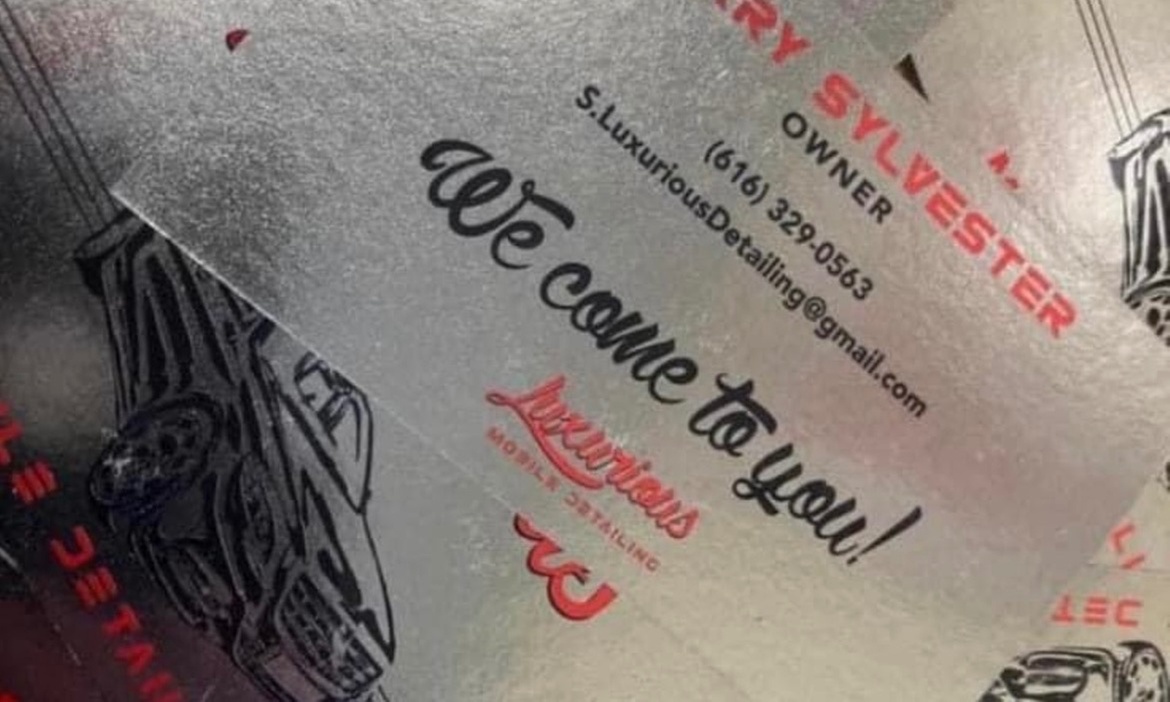 SYLVESTER
OWNER
(616) 329-0563
S.LuxuriousDetailing@gmail.com
We come to you!
Luxurious
MOBILE DETAILING